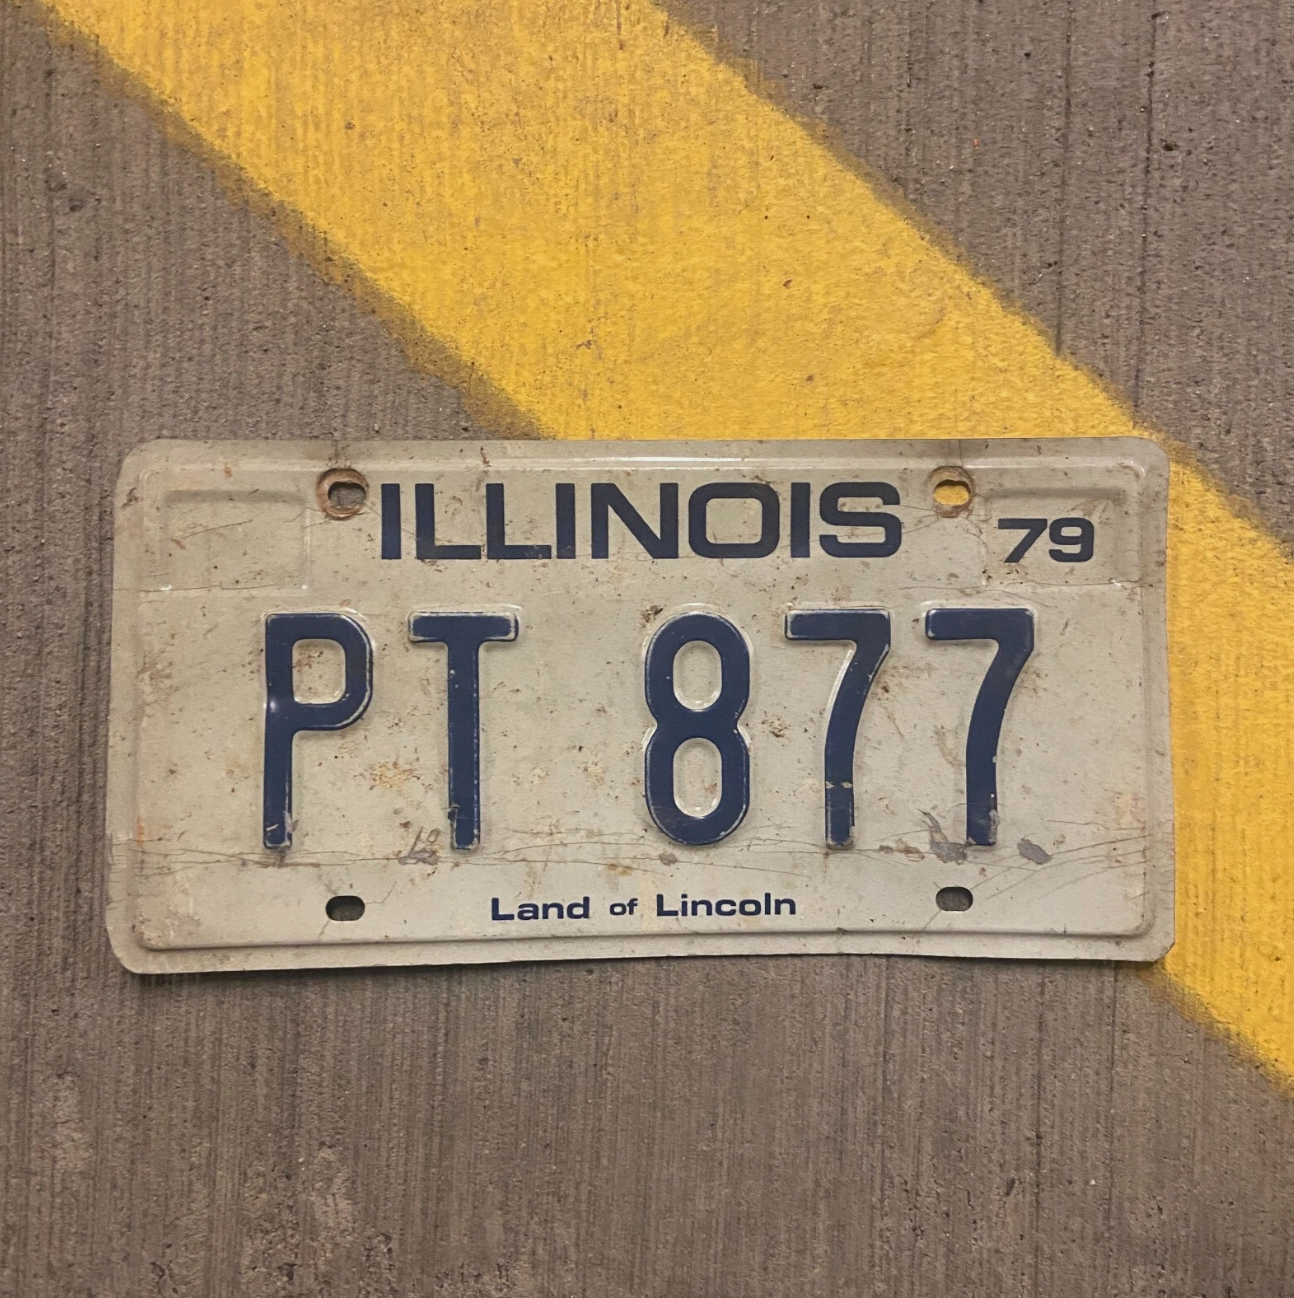 ILLINOIS 79
PT 877
Land of Lincoln